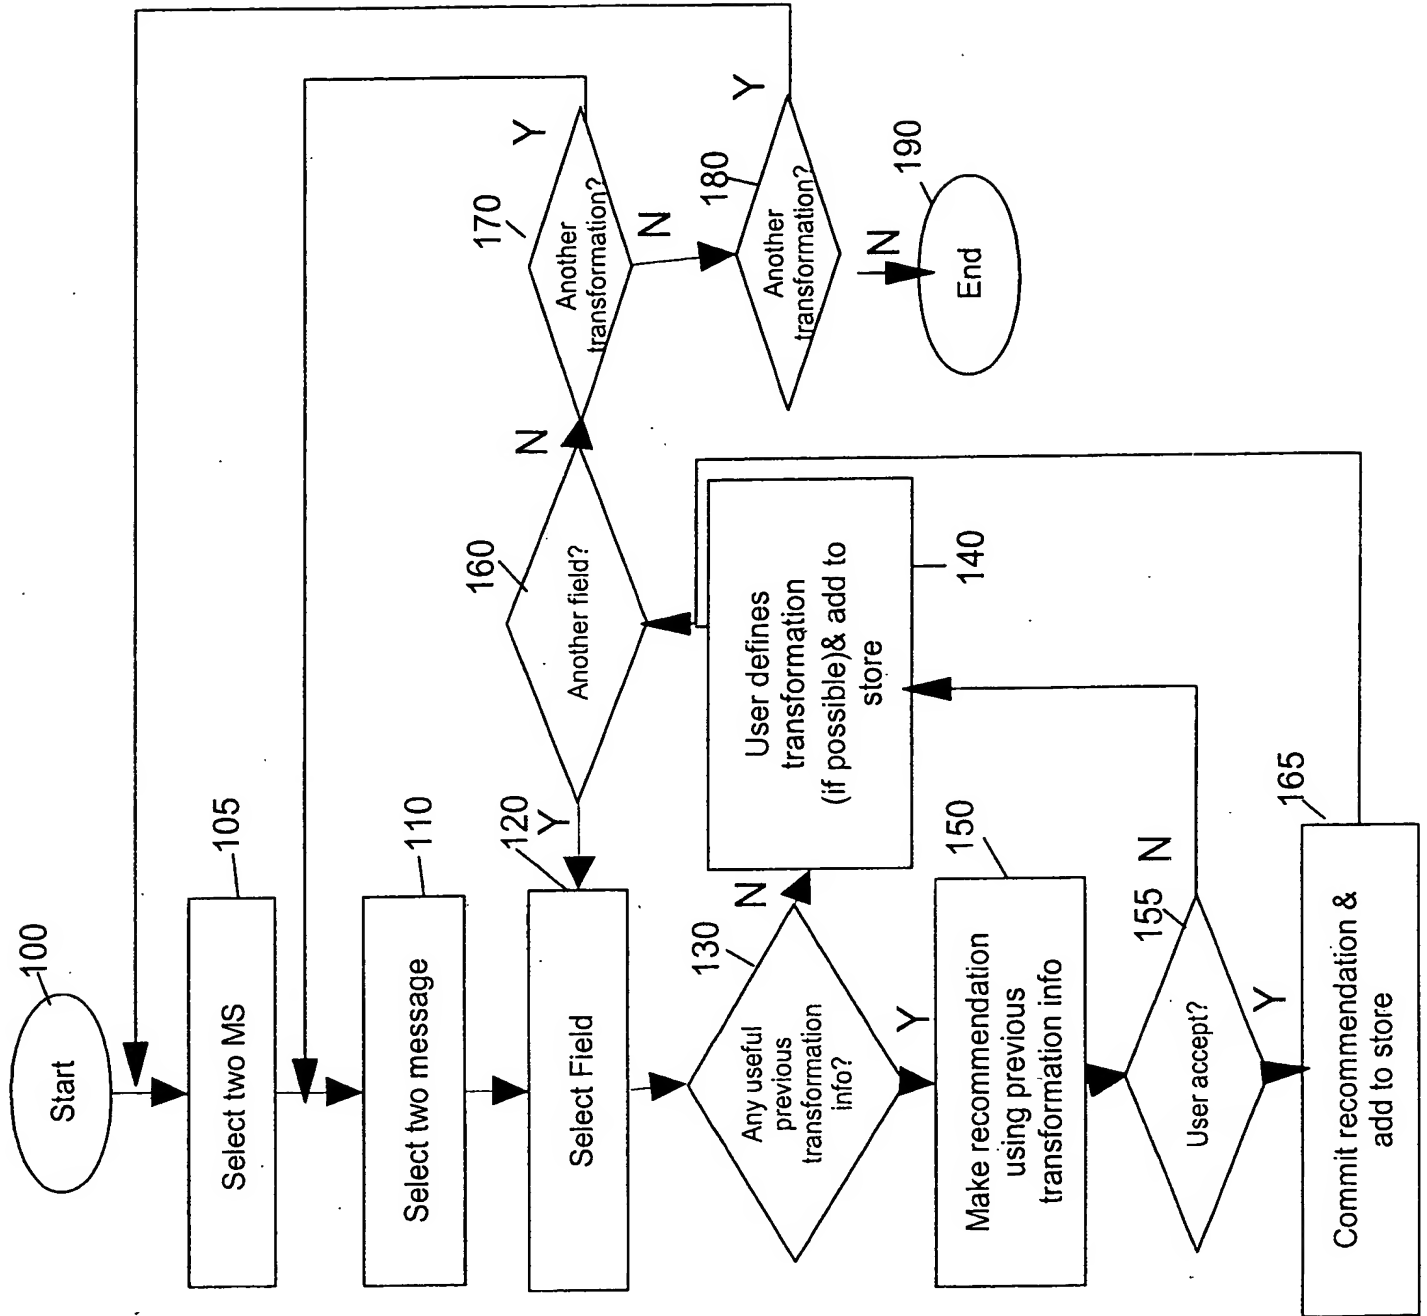 Start
100
Select two MS
105
Select two message
110
Select Field
120
Any useful
previous
transformation
info?
130
N
Y
User defines
transformation
(if possible)& add to
store
140
Make recommendation
using previous
transformation info
150
User accept?
155
N
Y
Commit recommendation &
add to store
165
Another field?
160
Y
N
Another
transformation?
170
Y
N
Another
transformation?
180
Y
N
End
190